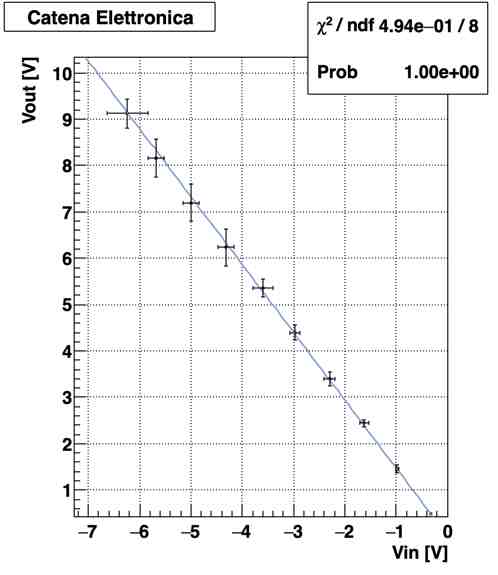 Catena Elettronica
χ² / ndf 4.94e−01 / 8
Prob 1.00e+00
Vout [V]
10
9
8
7
6
5
4
3
2
1
−7 −6 −5 −4 −3 −2 −1 0
Vin [V]